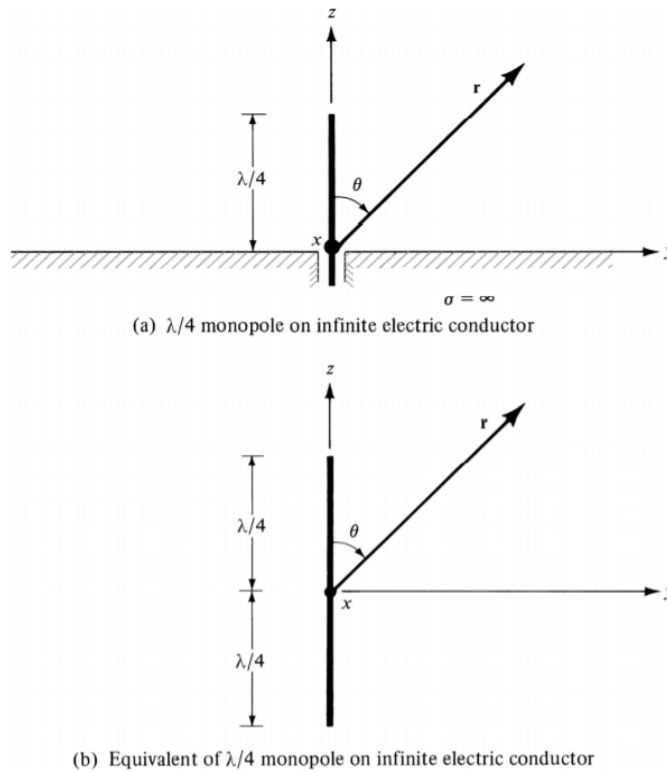 z
r
λ/4
θ
x
σ = ∞
(a) λ/4 monopole on infinite electric conductor
z
r
λ/4
θ
x
λ/4
(b) Equivalent of λ/4 monopole on infinite electric conductor